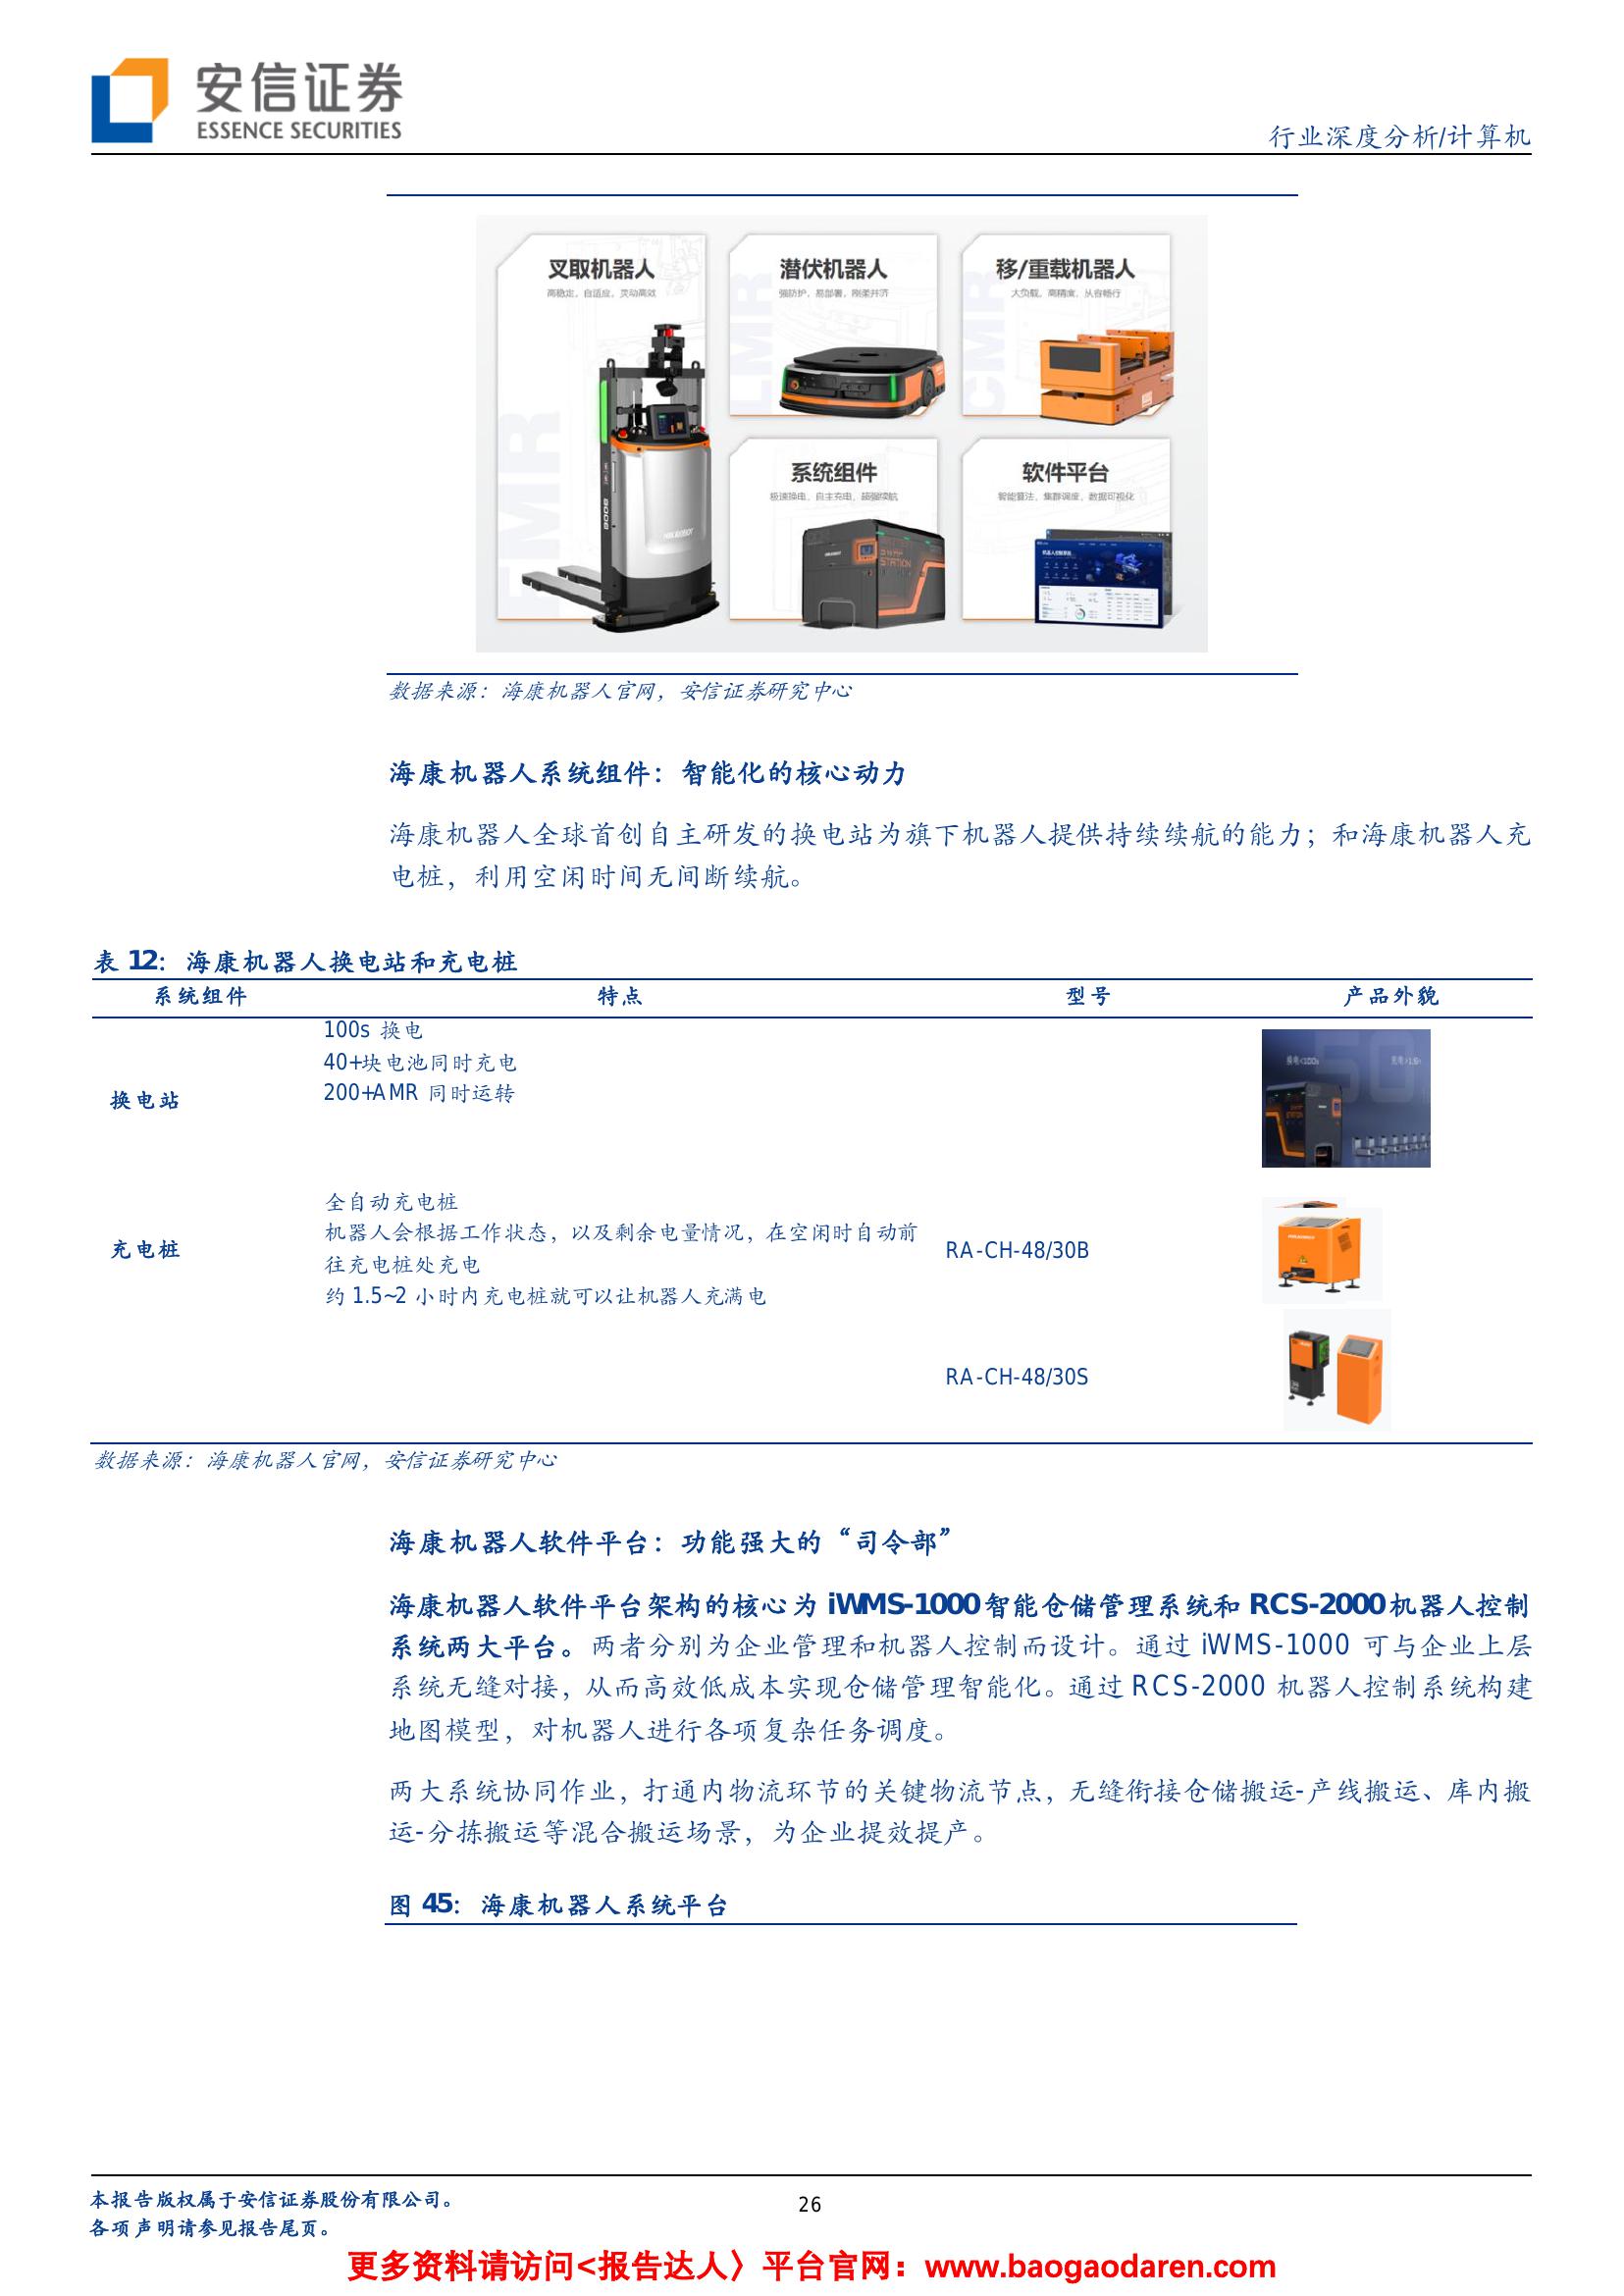 安信证券
ESSENCE SECURITIES
行业深度分析/计算机
叉取机器人
高稳定，自适应，灵动高效
潜伏机器人
强防护，易部署，刚柔并济
移/重载机器人
大负载，高精度，从容畅行
FMR
LMR
CMR
系统组件
极速换电，自主充电，超强续航
软件平台
智能算法，集群调度，数据可视化
SWAP
STATION
数据来源：海康机器人官网，安信证券研究中心
海康机器人系统组件：智能化的核心动力
海康机器人全球首创自主研发的换电站为旗下机器人提供持续续航的能力；和海康机器人充
电桩，利用空闲时间无间断续航。
表 12：海康机器人换电站和充电桩
系统组件 特点 型号 产品外貌
100s 换电
40+块电池同时充电
200+AMR 同时运转
换电站
换电<100s
全自动充电桩
机器人会根据工作状态，以及剩余电量情况，在空闲时自动前
往充电桩处充电
约 1.5~2 小时内充电桩就可以让机器人充满电
充电桩
RA-CH-48/30B
RA-CH-48/30S
数据来源：海康机器人官网，安信证券研究中心
海康机器人软件平台：功能强大的“司令部”
海康机器人软件平台架构的核心为 iWMS-1000智能仓储管理系统和 RCS-2000机器人控制
系统两大平台。两者分别为企业管理和机器人控制而设计。通过 iWMS-1000 可与企业上层
系统无缝对接，从而高效低成本实现仓储管理智能化。通过 RCS-2000 机器人控制系统构建
地图模型，对机器人进行各项复杂任务调度。
两大系统协同作业，打通内物流环节的关键物流节点，无缝衔接仓储搬运-产线搬运、库内搬
运-分拣搬运等混合搬运场景，为企业提效提产。
图 45：海康机器人系统平台
本报告版权属于安信证券股份有限公司。
各项声明请参见报告尾页。
26
更多资料请访问<报告达人〉平台官网：www.baogaodaren.com